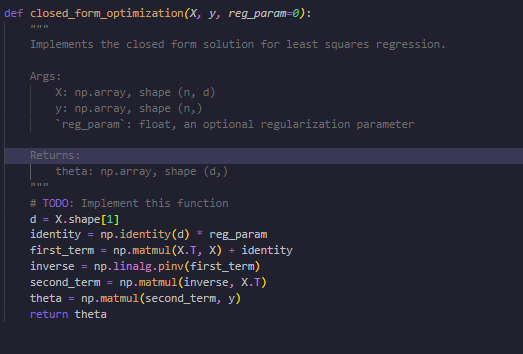 def closed_form_optimization(X, y, reg_param=0):
"""
Implements the closed form solution for least squares regression.
Args:
X: np.array, shape (n, d)
y: np.array, shape (n,)
`reg_param`: float, an optional regularization parameter
Returns:
theta: np.array, shape (d,)
"""
# TODO: Implement this function
d = X.shape[1]
identity = np.identity(d) * reg_param
first_term = np.matmul(X.T, X) + identity
inverse = np.linalg.pinv(first_term)
second_term = np.matmul(inverse, X.T)
theta = np.matmul(second_term, y)
return theta